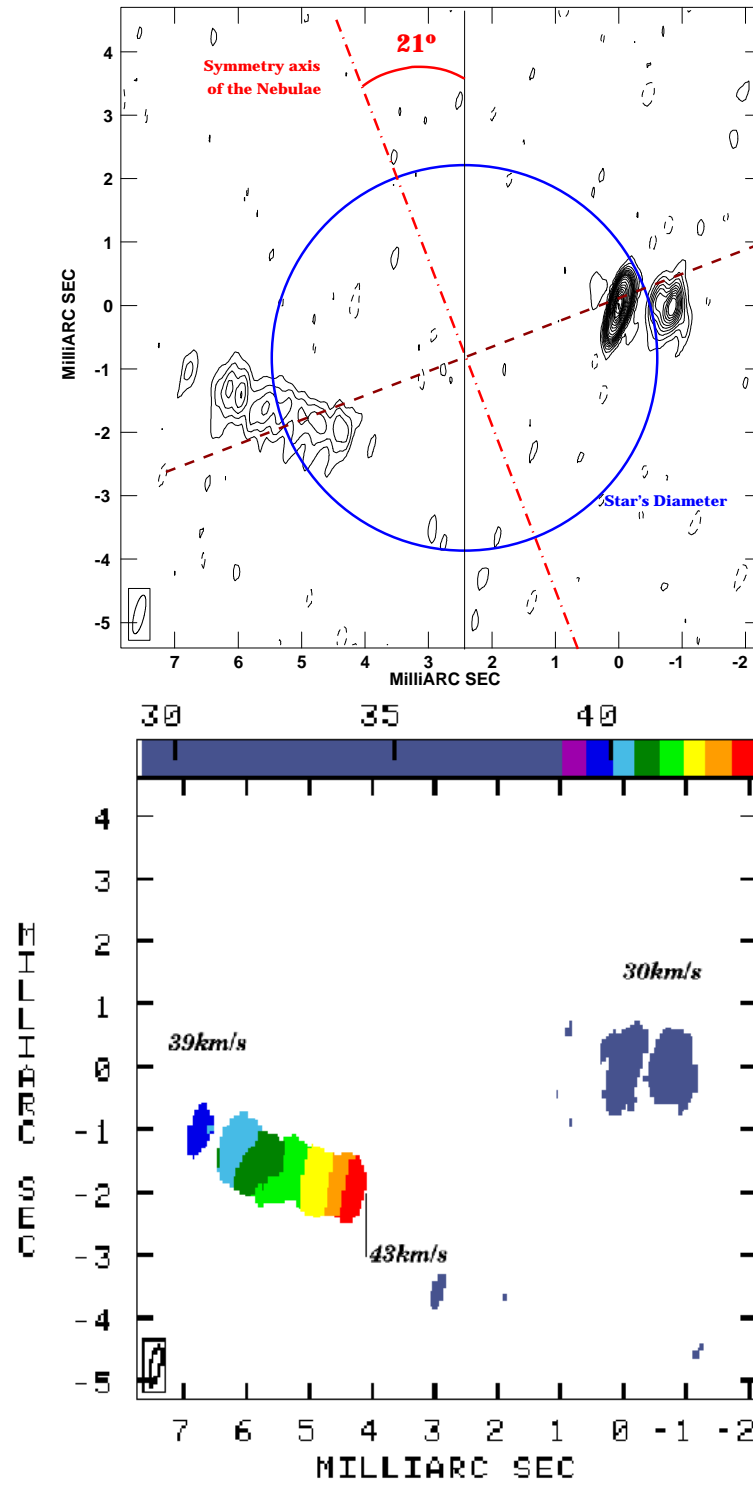 21º
Symmetry axis
of the Nebulae
4
3
2
1
0
-1
-2
-3
-4
-5
MilliARC SEC
Star's Diameter
7 6 5 4 3 2 1 0 -1 -2
MilliARC SEC
30 35 40
4
3
2
1
0
-1
-2
-3
-4
-5
MILLIARC SEC
30km/s
39km/s
43km/s
7 6 5 4 3 2 1 0 -1 -2
MILLIARC SEC